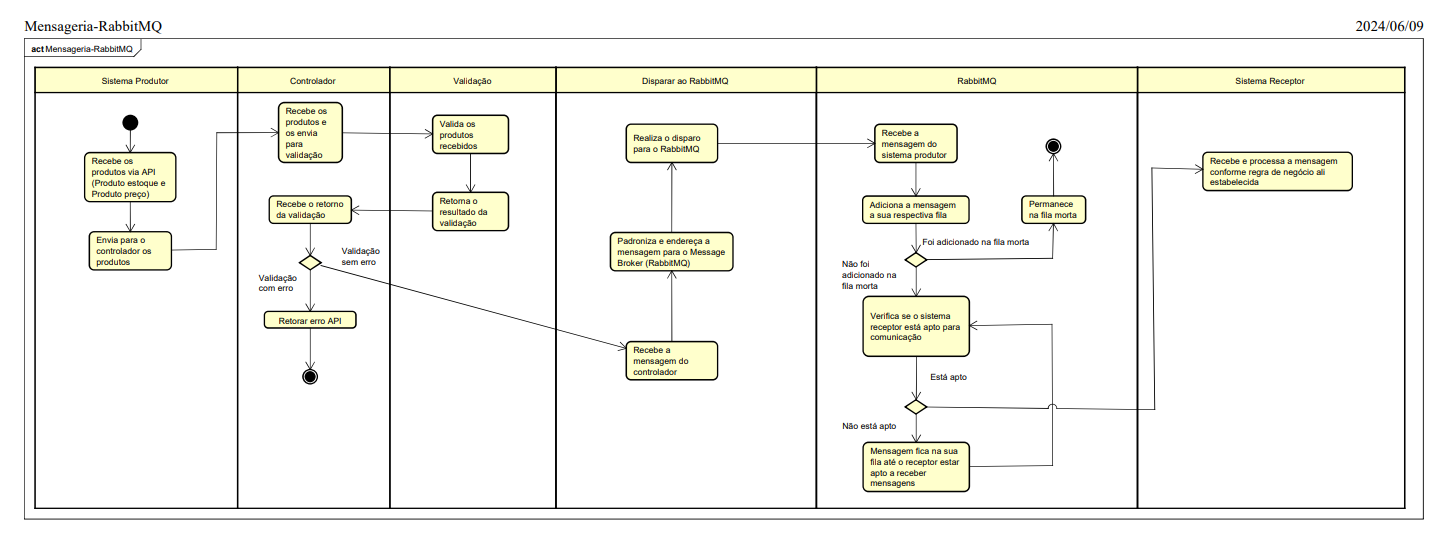 Mensageria-RabbitMQ
2024/06/09
act Mensageria-RabbitMQ
Sistema Produtor
Controlador
Validação
Disparar ao RabbitMQ
RabbitMQ
Sistema Receptor
Recebe os
produtos via API
(Produto estoque e
Produto preço)
Envia para o
controlador os
produtos
Recebe os
produtos e
os envia
para
validação
Recebe o retorno
da validação
Validação
sem erro
Validação
com erro
Retorar erro API
Valida os
produtos
recebidos
Retorna o
resultado da
validação
Realiza o disparo
para o RabbitMQ
Padroniza e endereça a
mensagem para o Message
Broker (RabbitMQ)
Recebe a
mensagem do
controlador
Recebe a
mensagem do
sistema produtor
Adiciona a mensagem
a sua respectiva fila
Permanece
na fila morta
Foi adicionado na fila morta
Não foi
adicionado na
fila morta
Verifica se o sistema
receptor está apto para
comunicação
Está apto
Não está apto
Mensagem fica na sua
fila até o receptor estar
apto a receber
mensagens
Recebe e processa a mensagem
conforme regra de negócio ali
estabelecida